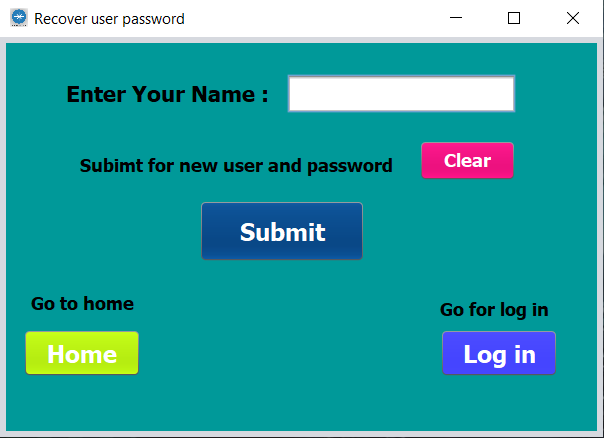 Recover user password
Enter Your Name :
Subimt for new user and password
Clear
Submit
Go to home
Go for log in
Home
Log in